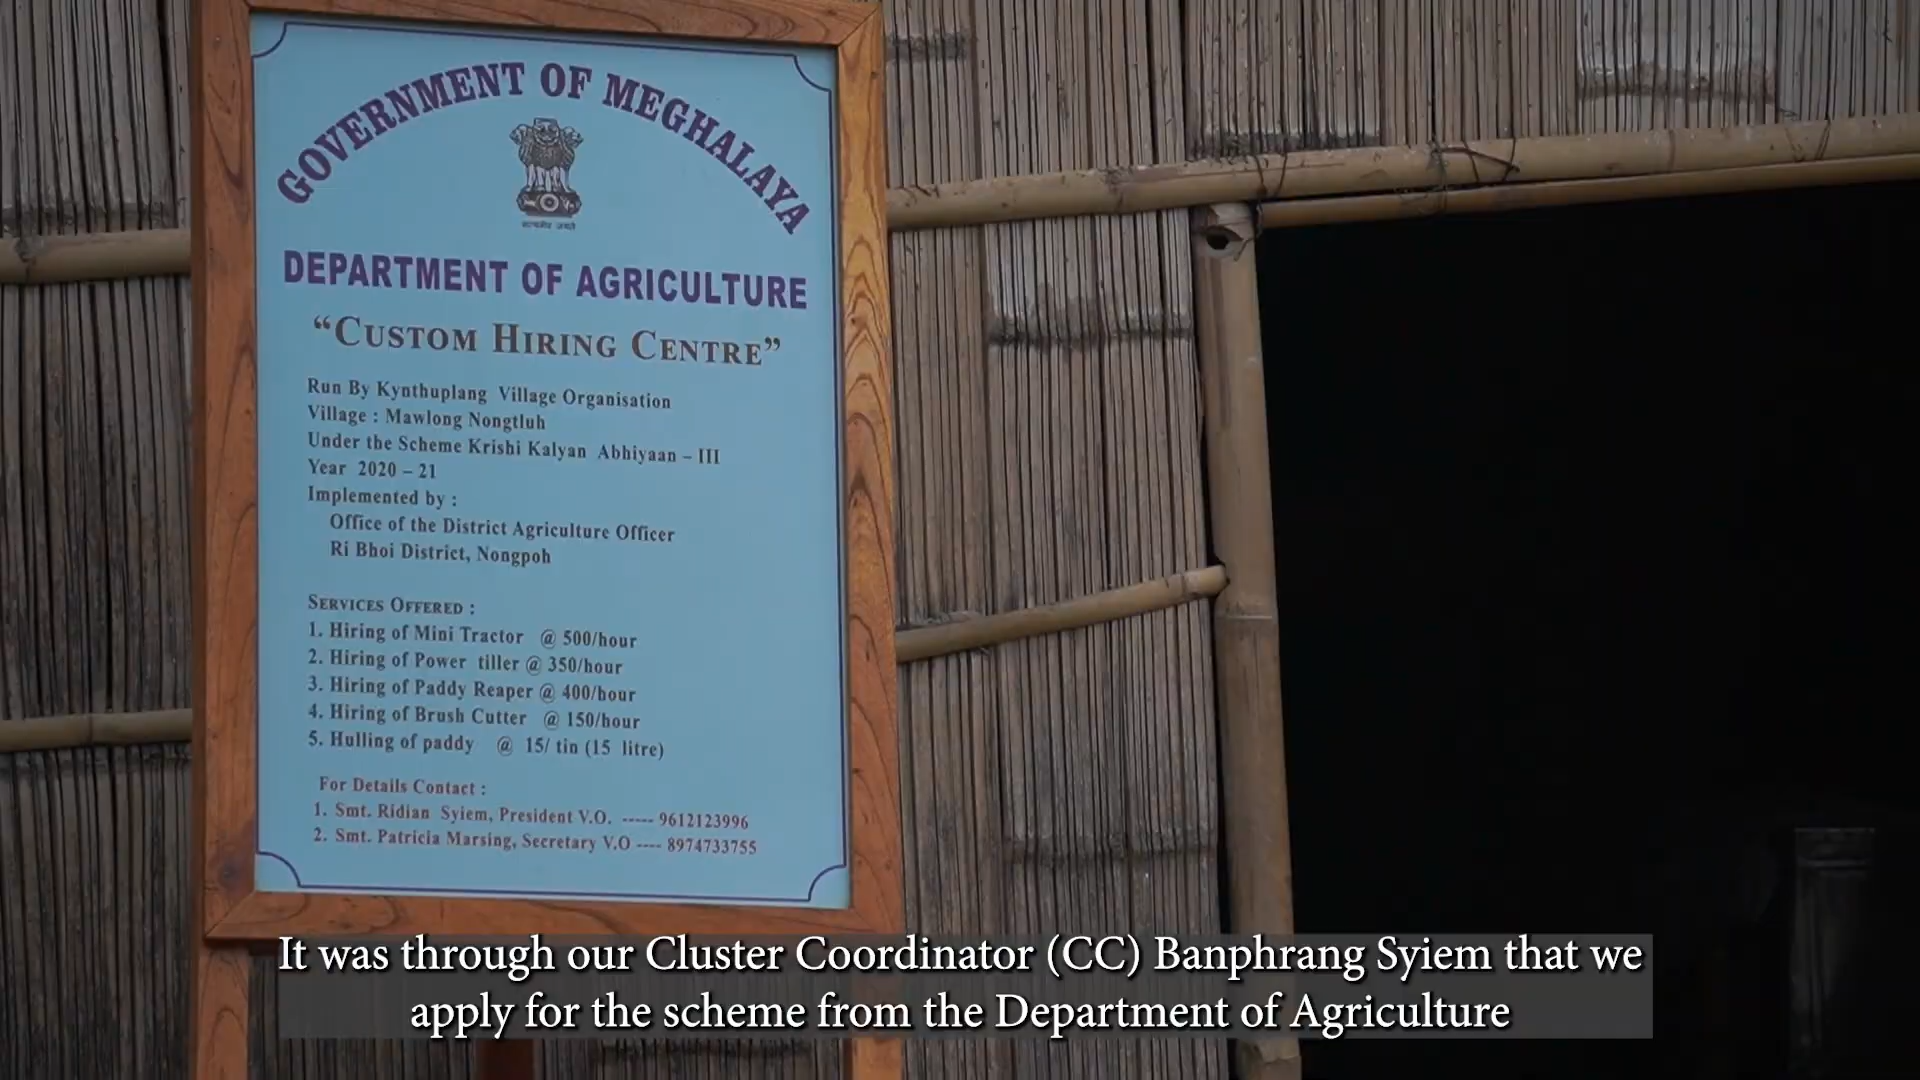 GOVERNMENT OF MEGHALAYA
सत्यमेव जयते
DEPARTMENT OF AGRICULTURE
“CUSTOM HIRING CENTRE”
Run By Kynthuplang Village Organisation
Village : Mawlong Nongtluh
Under the Scheme Krishi Kalyan Abhiyaan – III
Year 2020 – 21
Implemented by :
Office of the District Agriculture Officer
Ri Bhoi District, Nongpoh
SERVICES OFFERED :
1. Hiring of Mini Tractor @ 500/hour
2. Hiring of Power tiller @ 350/hour
3. Hiring of Paddy Reaper @ 400/hour
4. Hiring of Brush Cutter @ 150/hour
5. Hulling of paddy @ 15/ tin (15 litre)
For Details Contact :
1. Smt. Ridian Syiem, President V.O. ----- 9612123996
2. Smt. Patricia Marsing, Secretary V.O ---- 8974733755
It was through our Cluster Coordinator (CC) Banphrang Syiem that we
apply for the scheme from the Department of Agriculture